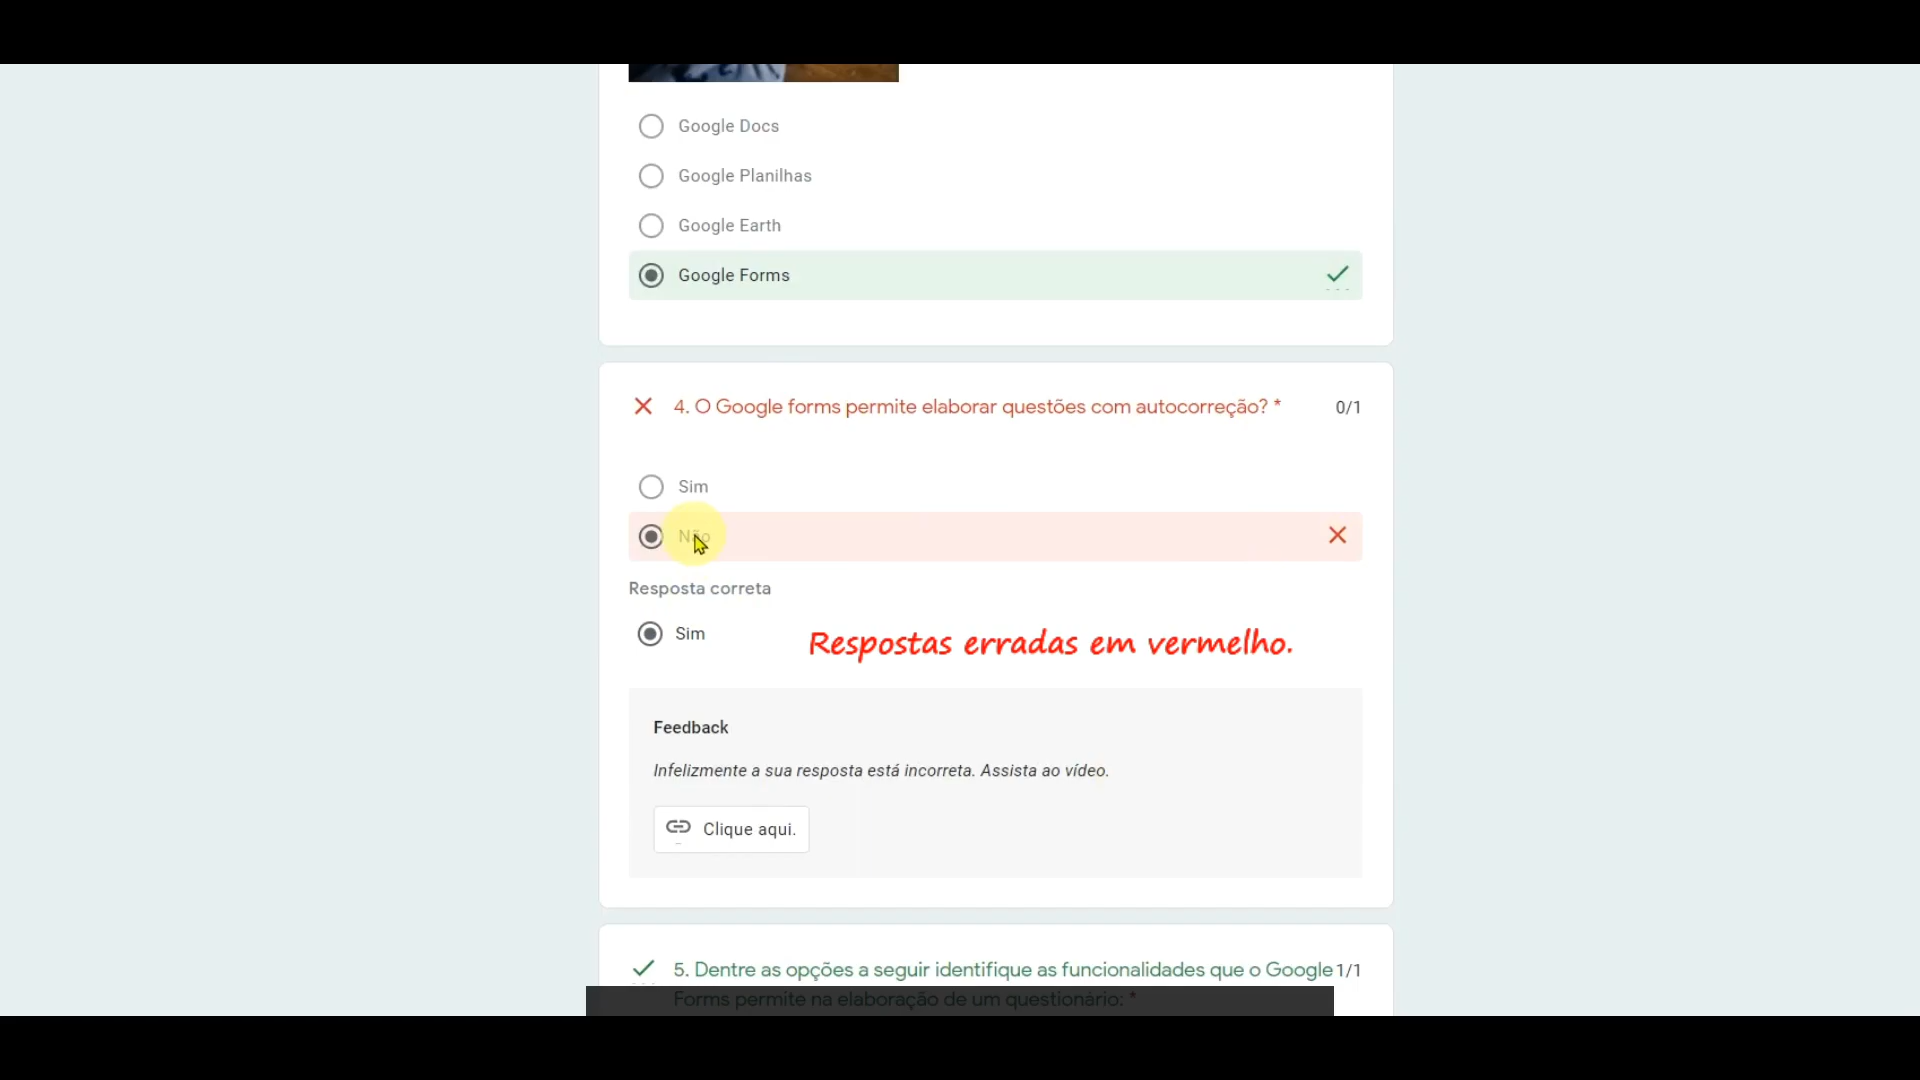 Google Docs
Google Planilhas
Google Earth
Google Forms
4. O Google forms permite elaborar questões com autocorreção? *
0/1
Sim
Não
Resposta correta
Sim
Respostas erradas em vermelho.
Feedback
Infelizmente a sua resposta está incorreta. Assista ao vídeo.
Clique aqui.
5. Dentre as opções a seguir identifique as funcionalidades que o Google 1/1
Forms permite na elaboração de um questionário: *